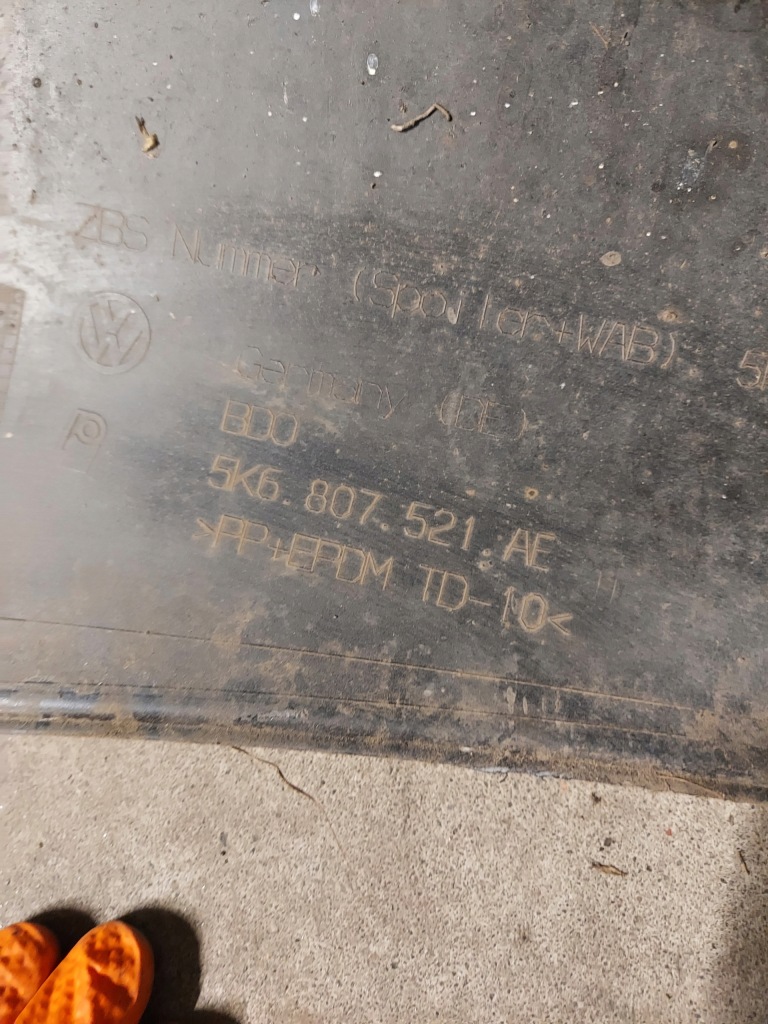 ZBS Nummer (Spoiler+WAB)
Germany (DE)
BDO
5K6.807.521.AE
>PP+EPDM TD-10<